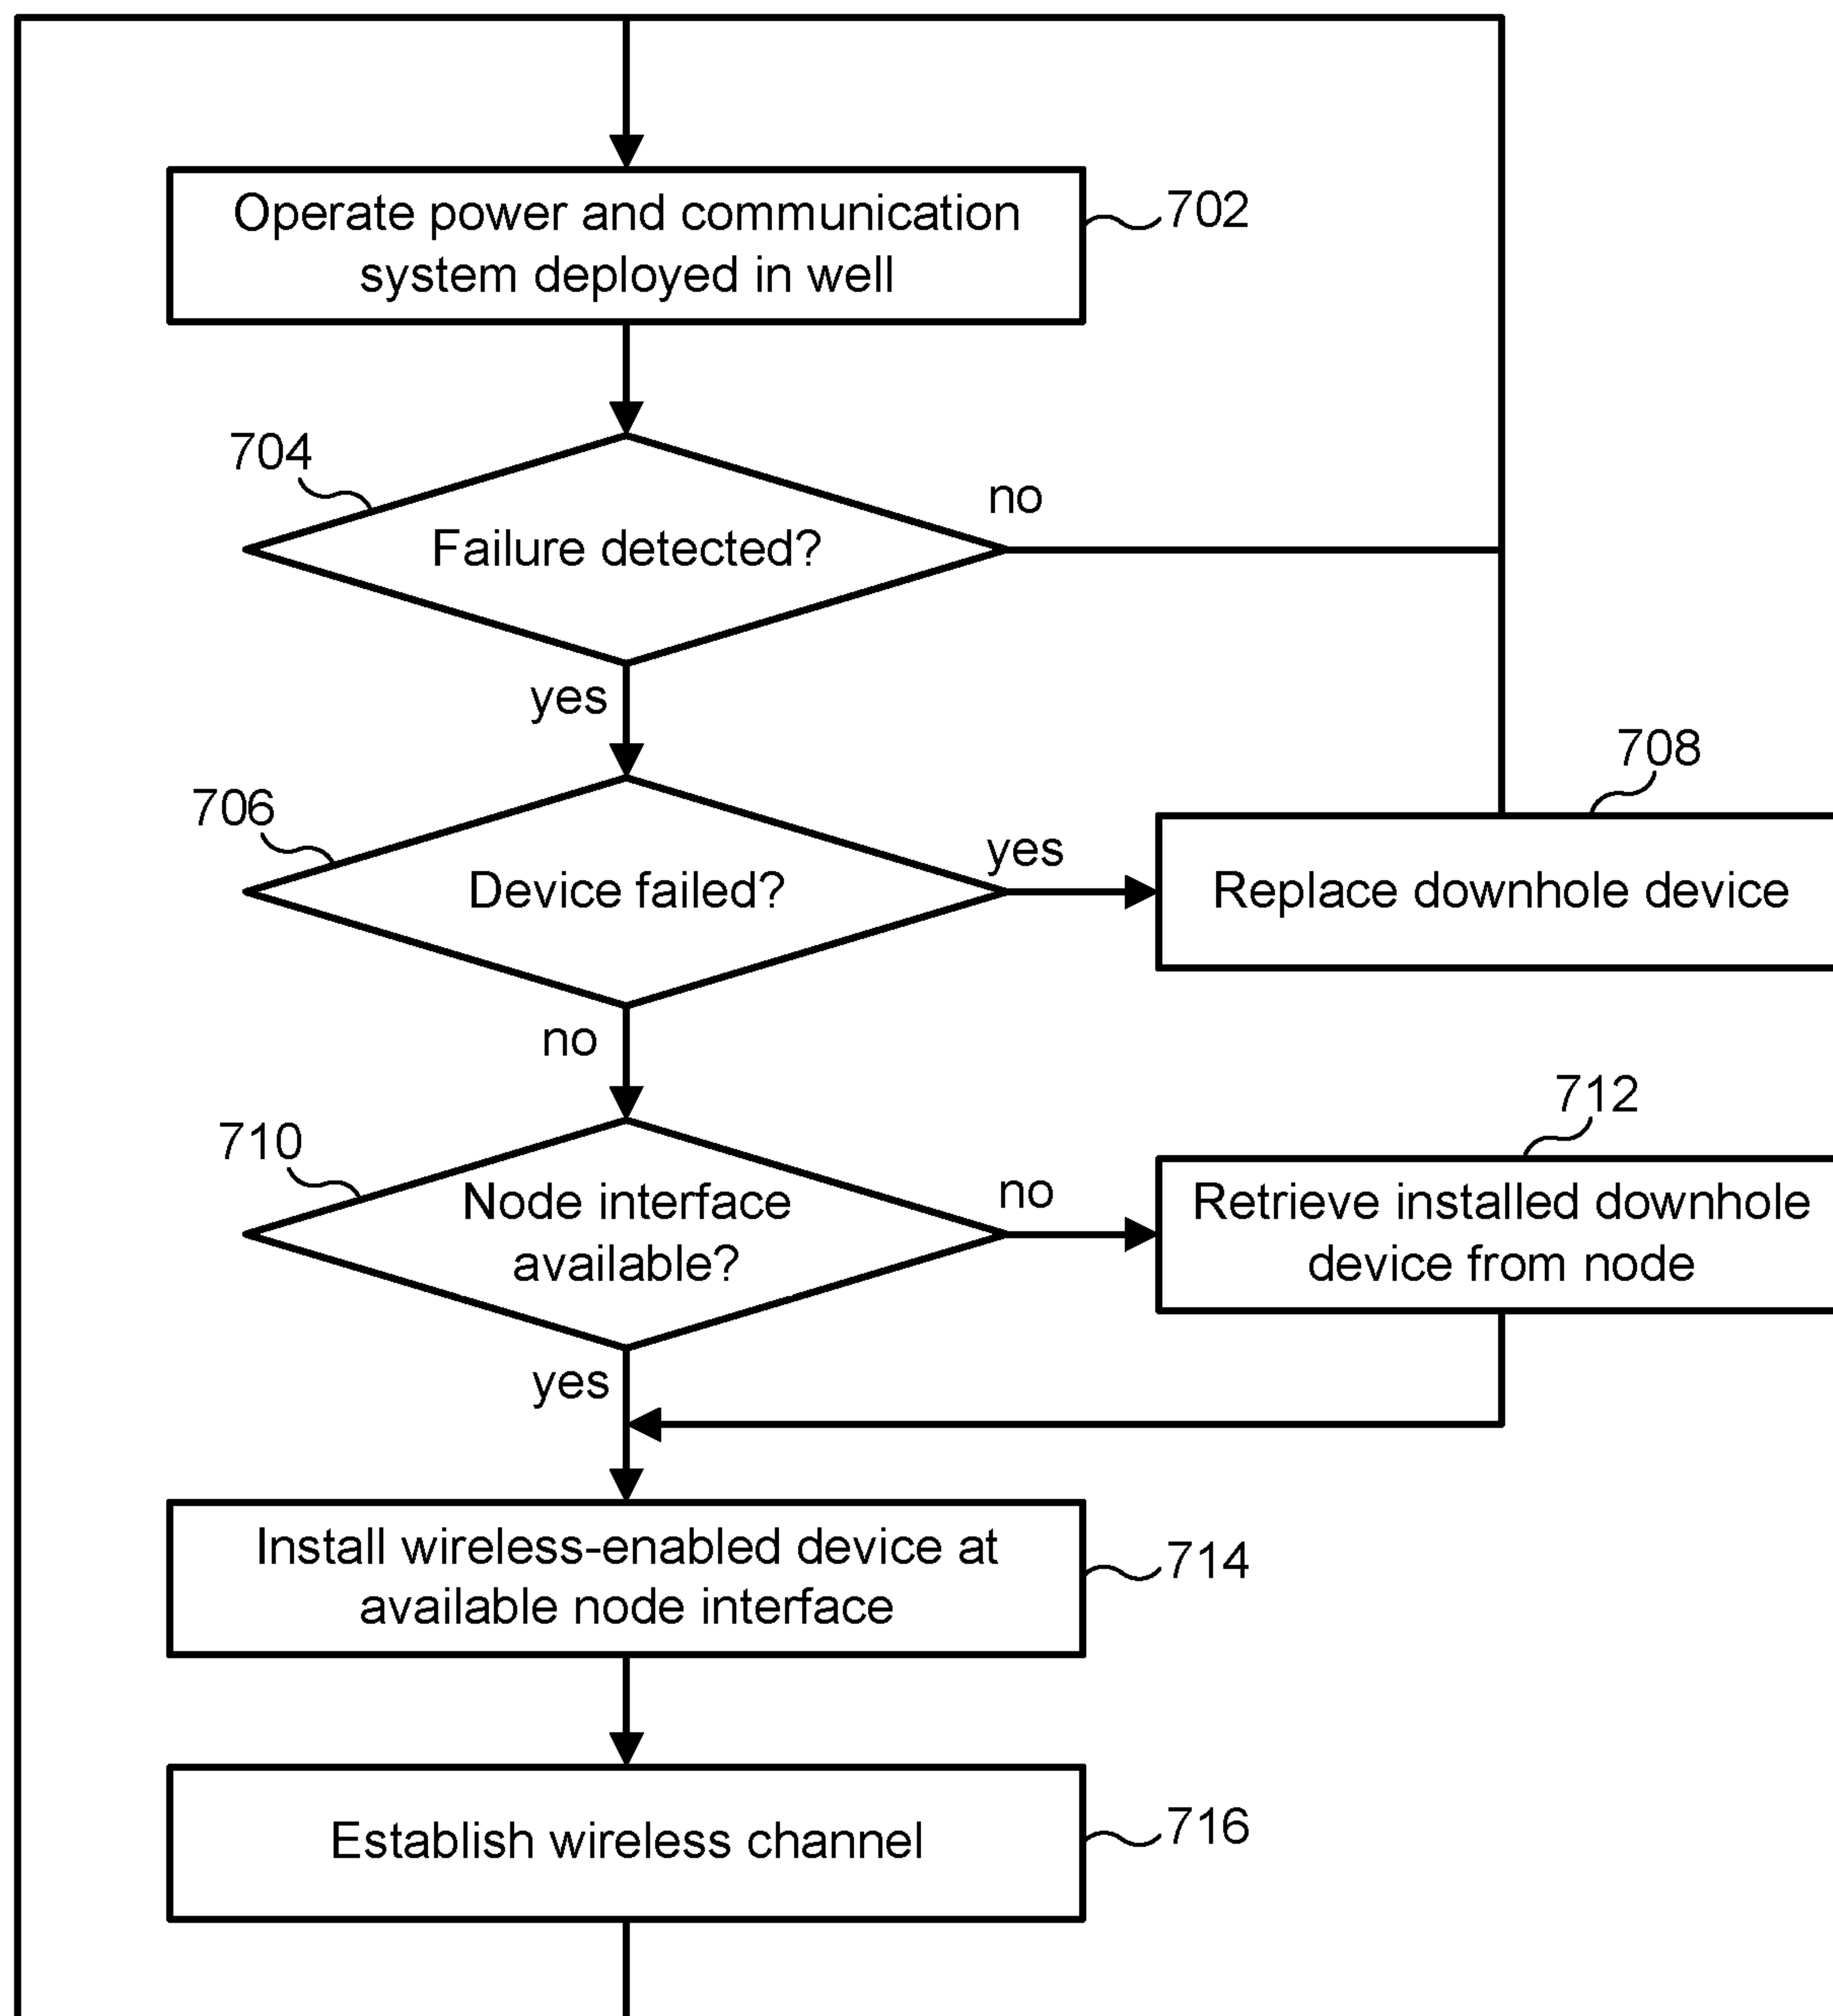 Operate power and communication
system deployed in well
702
704
Failure detected?
no
yes
706
Device failed?
yes
708
Replace downhole device
no
710
Node interface
available?
no
712
Retrieve installed downhole
device from node
yes
Install wireless-enabled device at
available node interface
714
Establish wireless channel
716